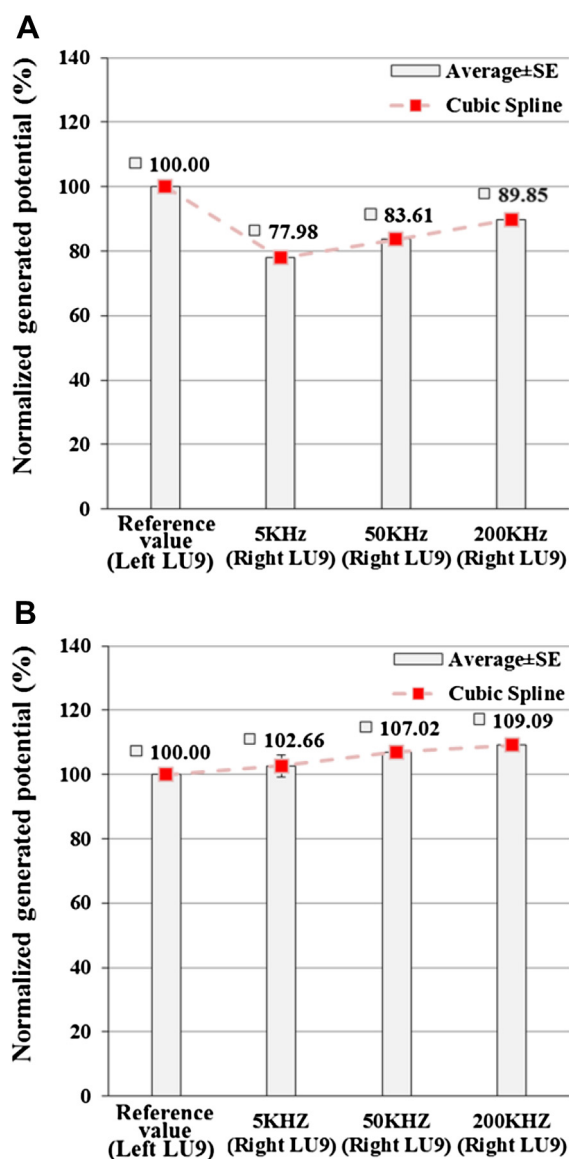 A
Normalized generated potential (%)
140
120
100
80
60
40
20
0
Average±SE
Cubic Spline
100.00
77.98
83.61
89.85
Reference
value
(Left LU9)
5KHz
(Right LU9)
50KHz
(Right LU9)
200KHz
(Right LU9)
B
Normalized generated potential (%)
140
120
100
80
60
40
20
0
Average±SE
Cubic Spline
100.00
102.66
107.02
109.09
Reference
value
(Left LU9)
5KHZ
(Right LU9)
50KHZ
(Right LU9)
200KHZ
(Right LU9)